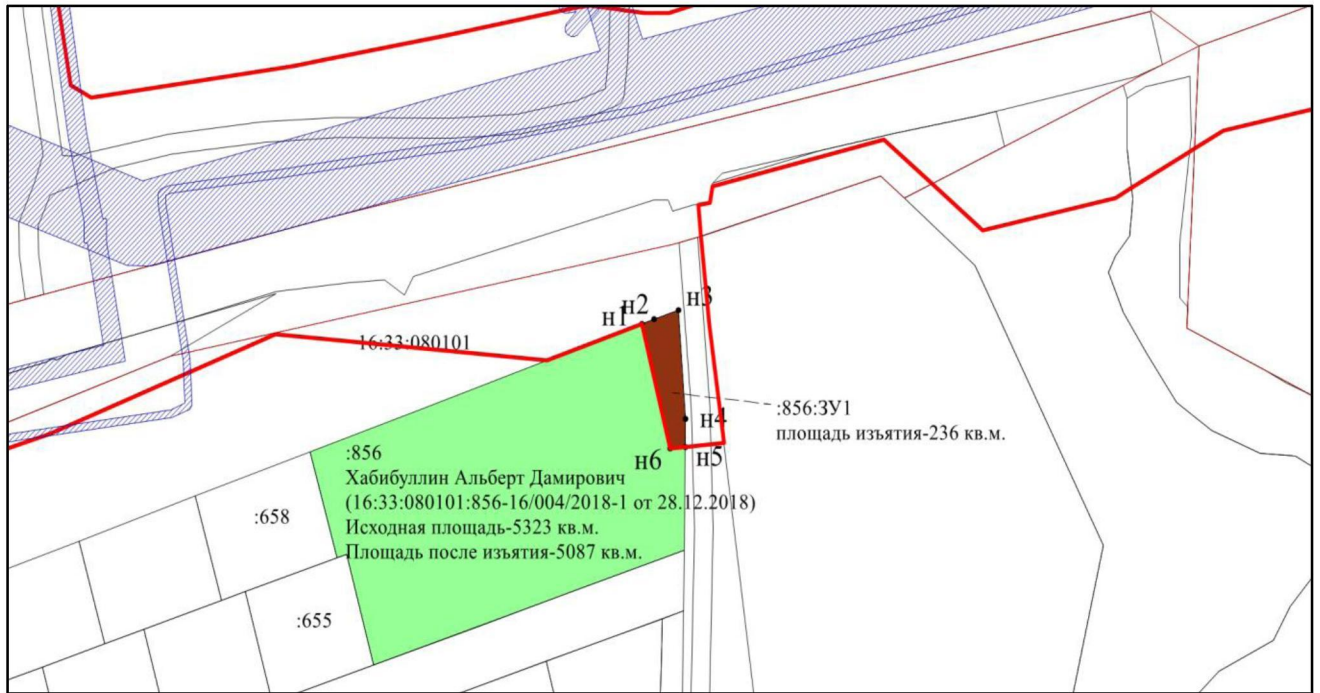 н2
н3
н1
16:33:080101
:856:ЗУ1
площадь изъятия-236 кв.м.
н4
н5
н6
:856
Хабибуллин Альберт Дамирович
(16:33:080101:856-16/004/2018-1 от 28.12.2018)
Исходная площадь-5323 кв.м.
Площадь после изъятия-5087 кв.м.
:658
:655